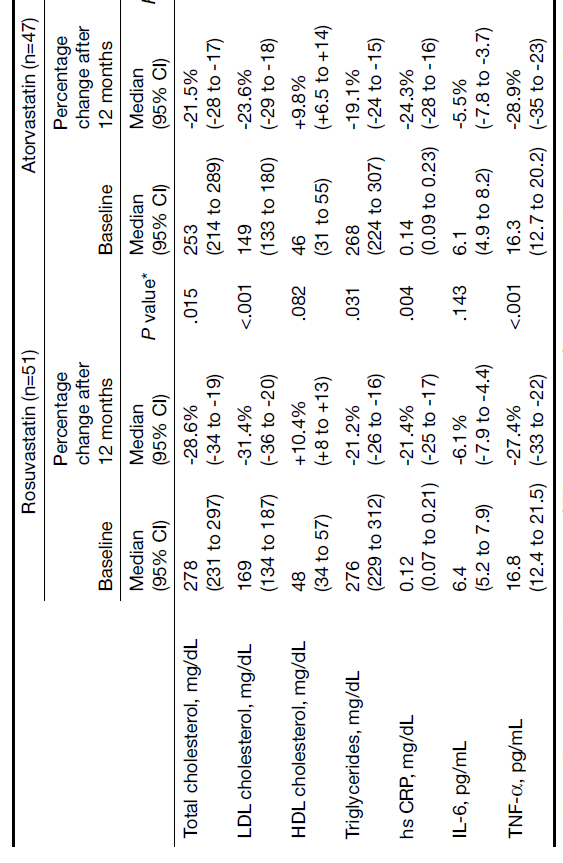 Rosuvastatin (n=51) Atorvastatin (n=47)
Percentage Percentage
change after change after
Baseline 12 months Baseline 12 months
Median Median Median Median
(95% CI) (95% CI) P value* (95% CI) (95% CI)
Total cholesterol, mg/dL 278 -28.6% .015 253 -21.5%
(231 to 297) (-34 to -19) (214 to 289) (-28 to -17)
LDL cholesterol, mg/dL 169 -31.4% <.001 149 -23.6%
(134 to 187) (-36 to -20) (133 to 180) (-29 to -18)
HDL cholesterol, mg/dL 48 +10.4% .082 46 +9.8%
(34 to 57) (+8 to +13) (31 to 55) (+6.5 to +14)
Triglycerides, mg/dL 276 -21.2% .031 268 -19.1%
(229 to 312) (-26 to -16) (224 to 307) (-24 to -15)
hs CRP, mg/dL 0.12 -21.4% .004 0.14 -24.3%
(0.07 to 0.21) (-25 to -17) (0.09 to 0.23) (-28 to -16)
IL-6, pg/mL 6.4 -6.1% .143 6.1 -5.5%
(5.2 to 7.9) (-7.9 to -4.4) (4.9 to 8.2) (-7.8 to -3.7)
TNF-α, pg/mL 16.8 -27.4% <.001 16.3 -28.9%
(12.4 to 21.5) (-33 to -22) (12.7 to 20.2) (-35 to -23)